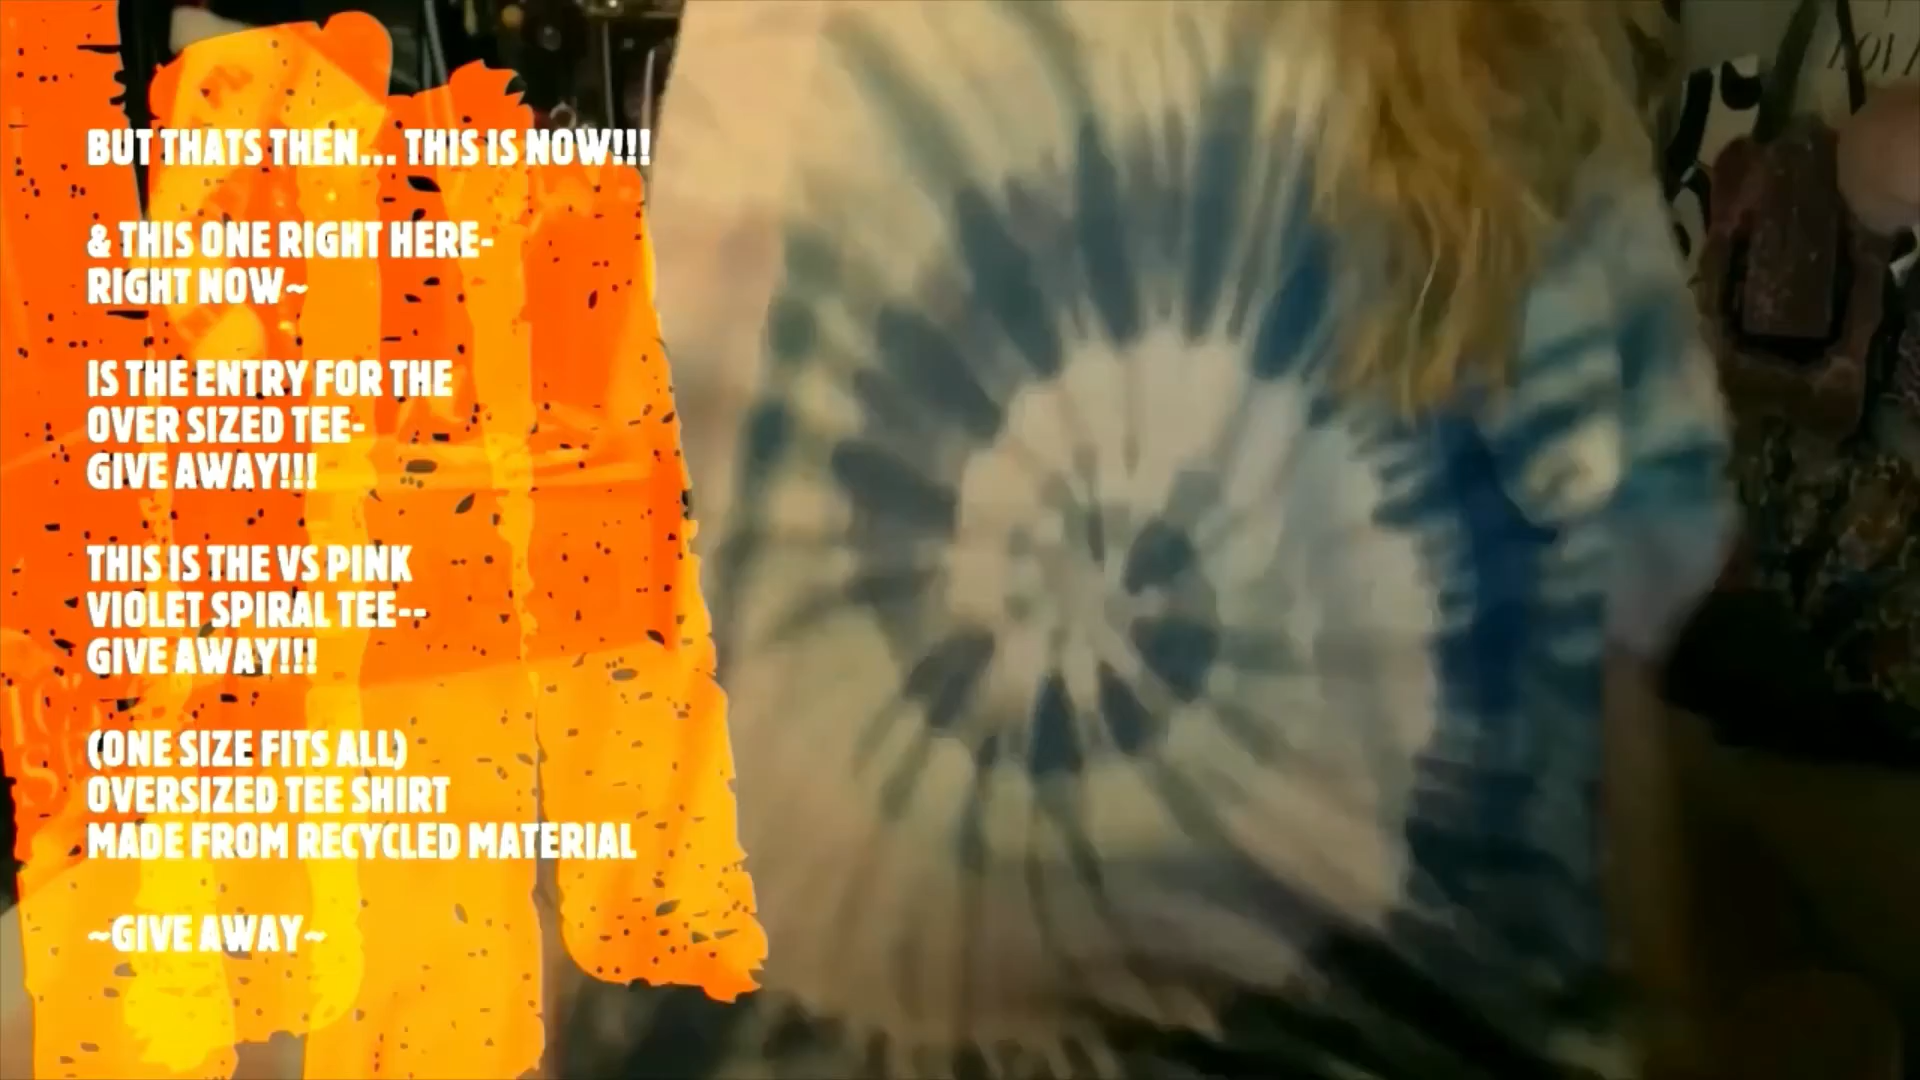 BUT THATS THEN... THIS IS NOW!!!
& THIS ONE RIGHT HERE-
RIGHT NOW~
IS THE ENTRY FOR THE
OVER SIZED TEE-
GIVE AWAY!!!
THIS IS THE VS PINK
VIOLET SPIRAL TEE--
GIVE AWAY!!!
(ONE SIZE FITS ALL)
OVERSIZED TEE SHIRT
MADE FROM RECYCLED MATERIAL
~GIVE AWAY~